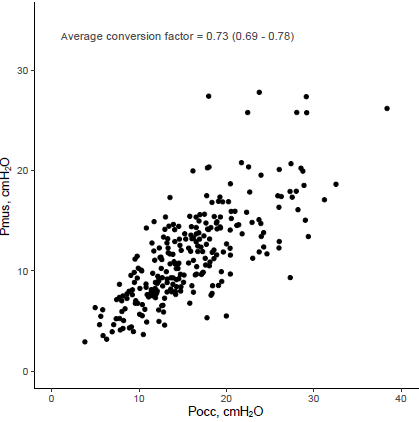 Average conversion factor = 0.73 (0.69 - 0.78)
Pmus, cmH2O
30
20
10
0
0 10 20 30 40
Pocc, cmH2O